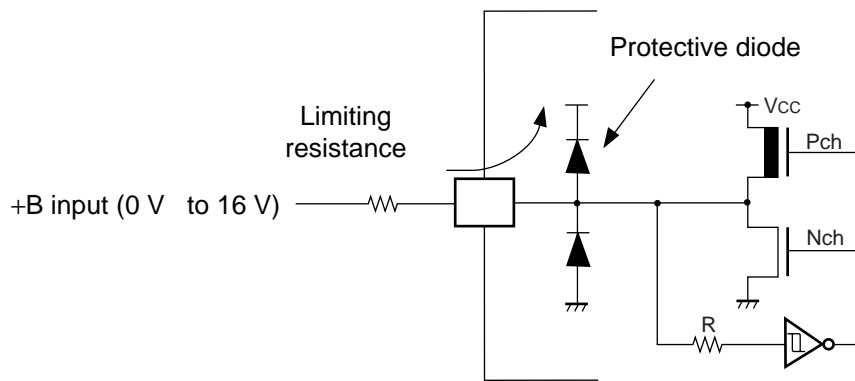 Protective diode
Limiting
resistance
VCC
Pch
+B input (0 V to 16 V)
Nch
R